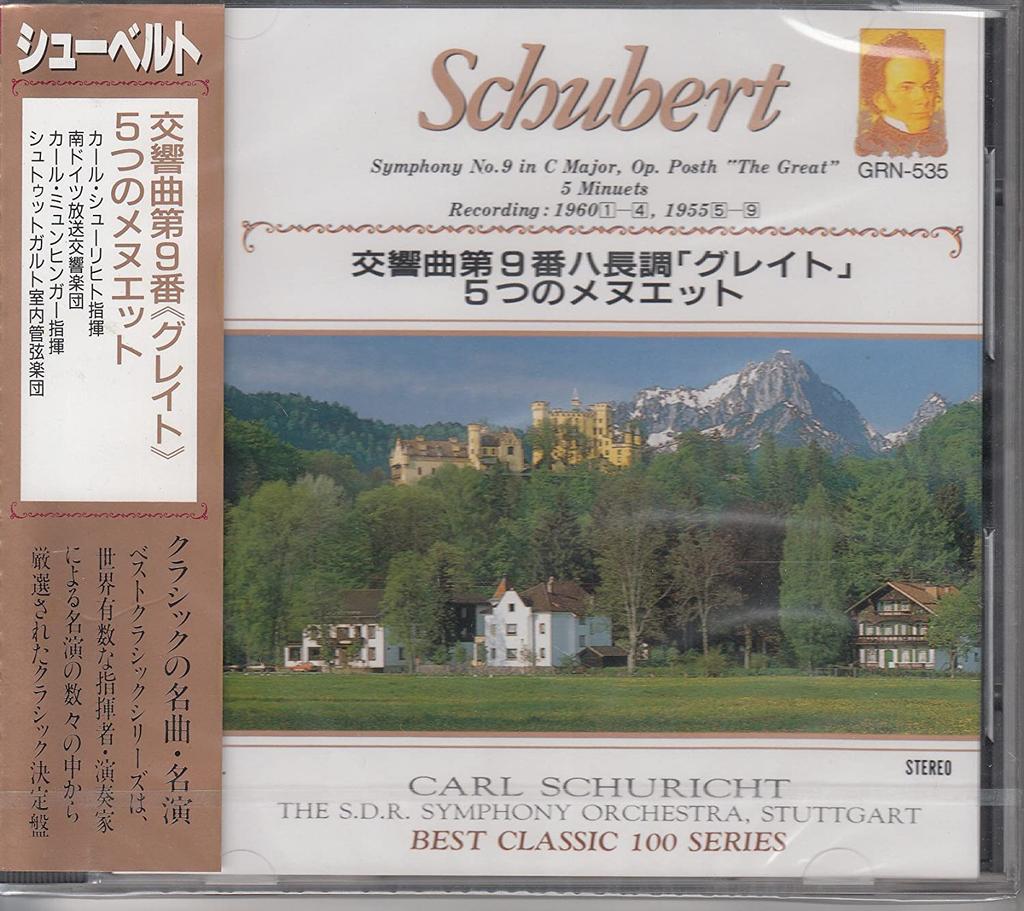 シューベルト
交響曲第9番《グレイト》
5つのメヌエット
カール・シューリヒト指揮
南ドイツ放送交響楽団
カール・ミュンヒンガー指揮
シュトゥットガルト室内管弦楽団
クラシックの名曲・名演
ベストクラシックシリーズは、
世界有数な指揮者・演奏家
による名演の数々の中から
厳選されたクラシック決定盤
Schubert
GRN-535
Symphony No.9 in C Major, Op. Posth "The Great"
5 Minuets
Recording: 1960[1]—[4], 1955[5]—[9]
交響曲第9番ハ長調「グレイト」
5つのメヌエット
STEREO
CARL SCHURICHT
THE S.D.R. SYMPHONY ORCHESTRA, STUTTGART
BEST CLASSIC 100 SERIES